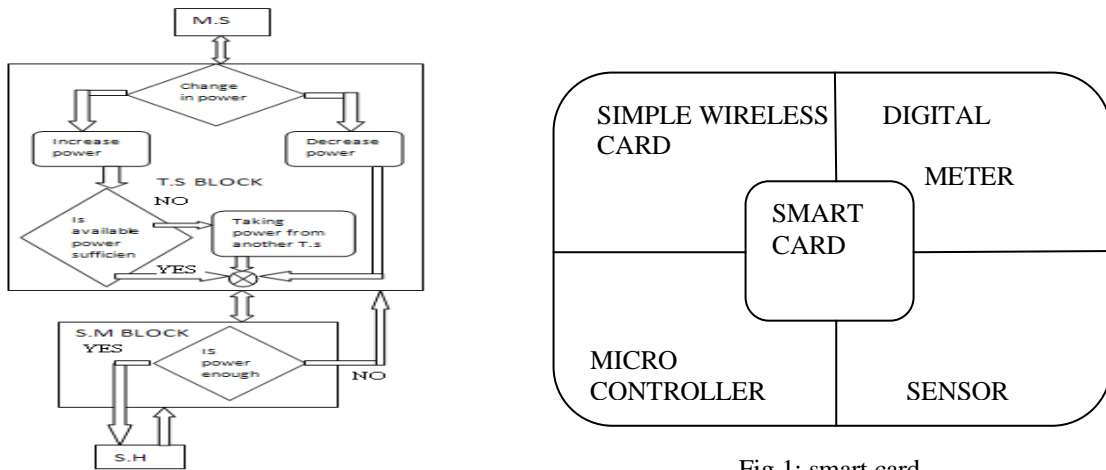 M.S
Change
in power
Increase
power
Decrease
power
T.S BLOCK
NO
Is
available
power
sufficien
Taking
power from
another T.s
YES
S.M BLOCK
YES
IS
power
enough
NO
S.H
SIMPLE WIRELESS
CARD
DIGITAL
METER
SMART
CARD
MICRO
CONTROLLER
SENSOR
Fig 1: smart card